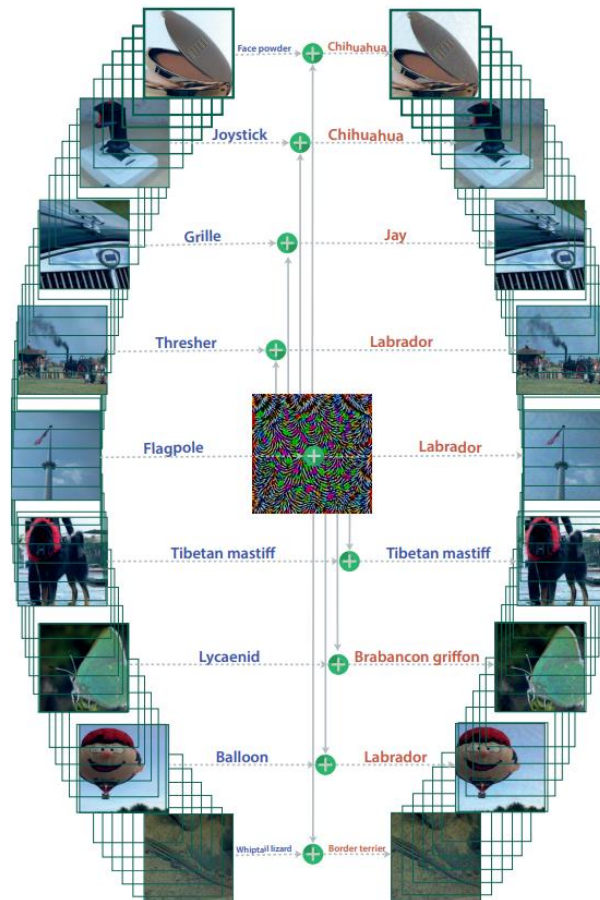 Face powder Chihuahua
Joystick Chihuahua
Grille Jay
Thresher Labrador
Flagpole Labrador
Tibetan mastiff Tibetan mastiff
Lycaenid Brabancon griffon
Balloon Labrador
Whiptail lizard Border terrier